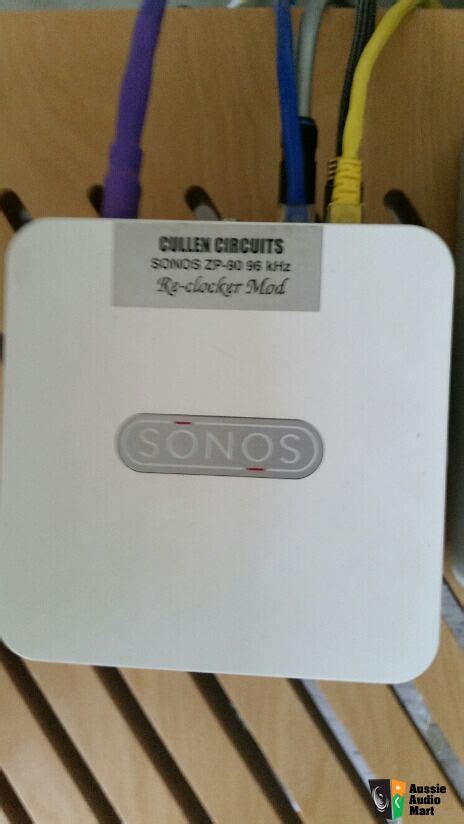 CULLEN CIRCUITS
SONOS ZP-90 96 kHz
Re-clocker Mod
SONOS
Aussie
Audio
Mart